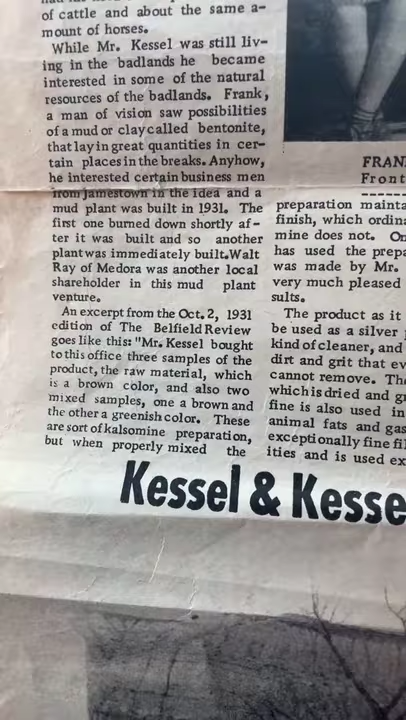 of cattle and about the same a-
mount of horses.
While Mr. Kessel was still liv-
ing in the badlands he became
interested in some of the natural
resources of the badlands. Frank,
a man of vision saw possibilities
of a mud or clay called bentonite,
that lay in great quantities in cer-
tain places in the breaks. Anyhow,
he interested certain business men
from Jamestown in the idea and a
mud plant was built in 1931. The
first one burned down shortly af-
ter it was built and so another
plant was immediately built. Walt
Ray of Medora was another local
shareholder in this mud plant
venture.
An excerpt from the Oct. 2, 1931
edition of The Belfield Review
goes like this: "Mr. Kessel bought
to this office three samples of the
product, the raw material, which
is a brown color, and also two
mixed samples, one a brown and
the other a greenish color. These
are sort of kalsomine preparation,
but when properly mixed the
FRAN
Front
preparation mainta
finish, which ordina
mine does not. On
has used the prepa
was made by Mr.
very much pleased
sults.
The product as it
be used as a silver
kind of cleaner, and
dirt and grit that ev
cannot remove. The
which is dried and gr
fine is also used in
animal fats and gas
exceptionally fine fil
ities and is used ex
Kessel & Kesse